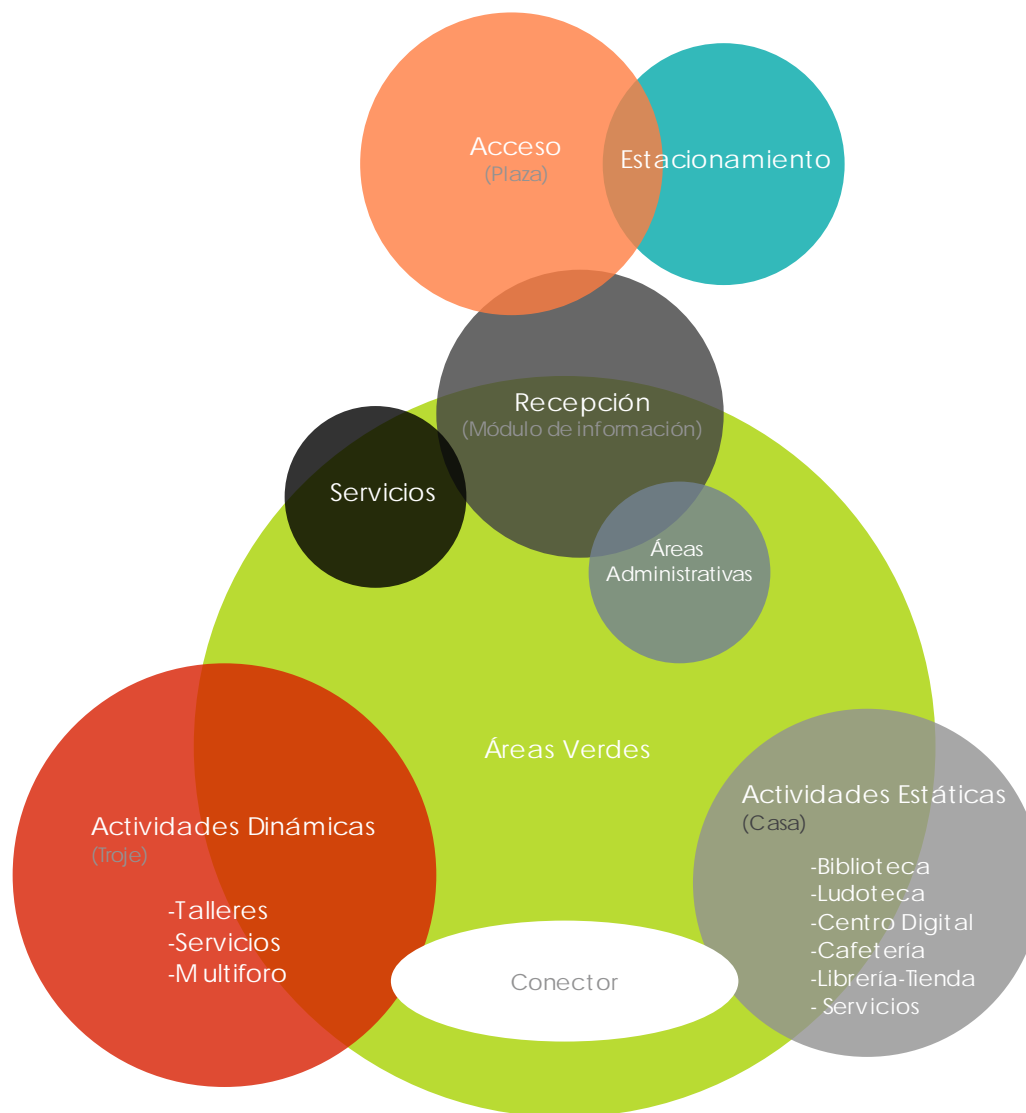 Acceso
(Plaza)
Estacionamiento
Recepción
(Módulo de información)
Servicios
Áreas
Administrativas
Áreas Verdes
Actividades Dinámicas
(Troje)
-Talleres
-Servicios
-Multiforo
Actividades Estáticas
(Casa)
-Biblioteca
-Ludoteca
-Centro Digital
-Cafetería
-Librería-Tienda
- Servicios
Conector